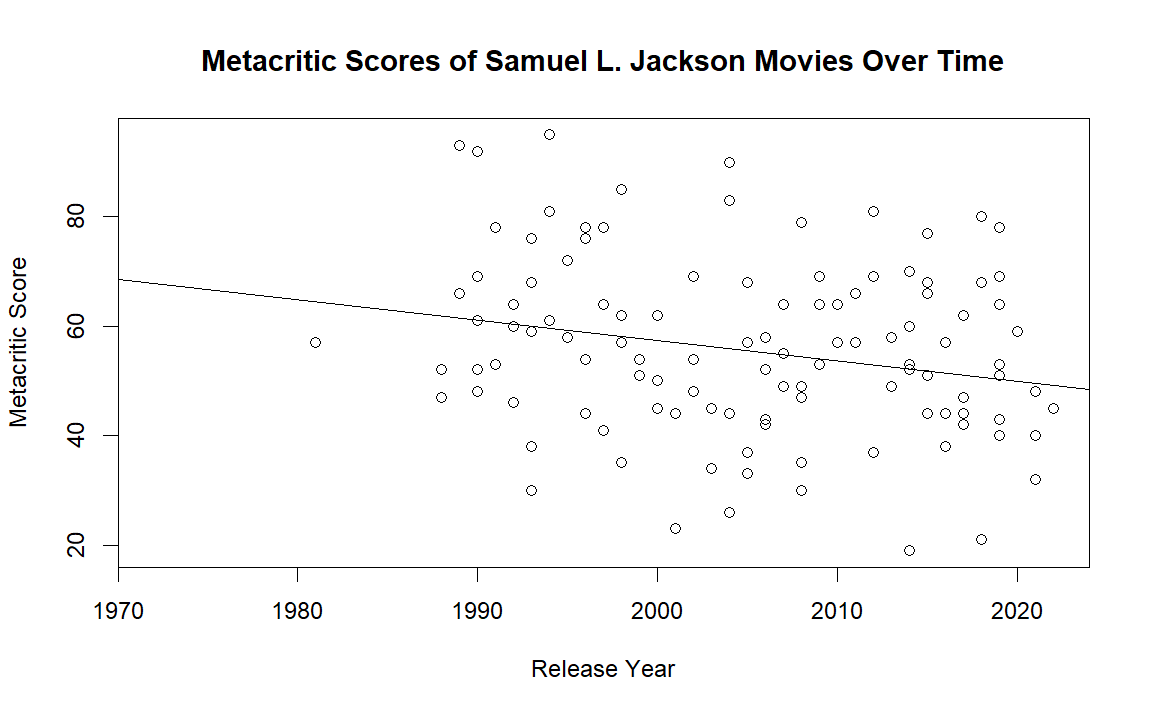 Metacritic Scores of Samuel L. Jackson Movies Over Time
Metacritic Score
80
60
40
20
1970 1980 1990 2000 2010 2020
Release Year